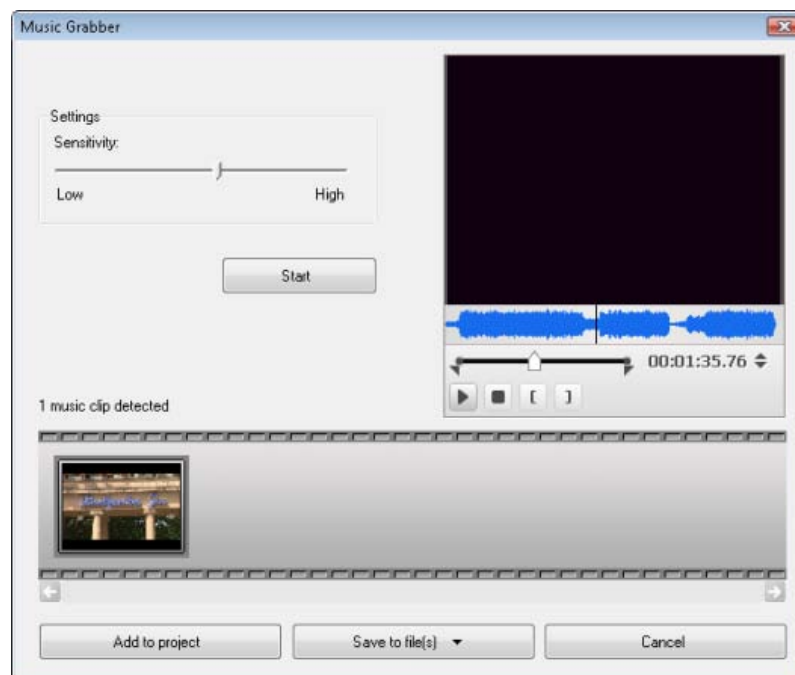 Music Grabber
Settings
Sensitivity:
Low High
Start
00:01:35.76
1 music clip detected
Add to project
Save to file(s)
Cancel